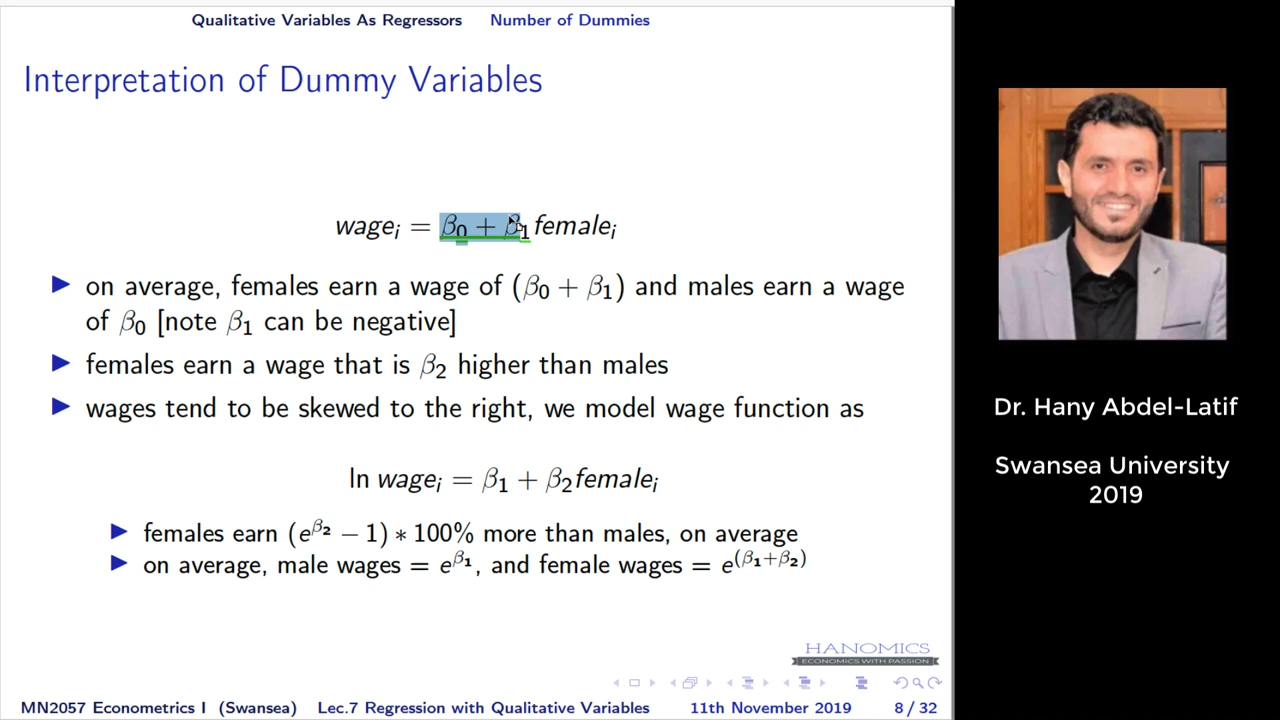 Qualitative Variables As Regressors Number of Dummies
Interpretation of Dummy Variables
wageᵢ = β₀ + β₁femaleᵢ
▶ on average, females earn a wage of (β₀ + β₁) and males earn a wage
of β₀ [note β₁ can be negative]
▶ females earn a wage that is β₂ higher than males
▶ wages tend to be skewed to the right, we model wage function as
ln wageᵢ = β₁ + β₂femaleᵢ
▶ females earn (e^β₂ − 1) ∗ 100% more than males, on average
▶ on average, male wages = e^β₁, and female wages = e^(β₁+β₂)
HANOMICS
ECONOMICS WITH PASSION
MN2057 Econometrics I (Swansea) Lec.7 Regression with Qualitative Variables 11th November 2019 8 / 32
Dr. Hany Abdel-Latif
Swansea University
2019